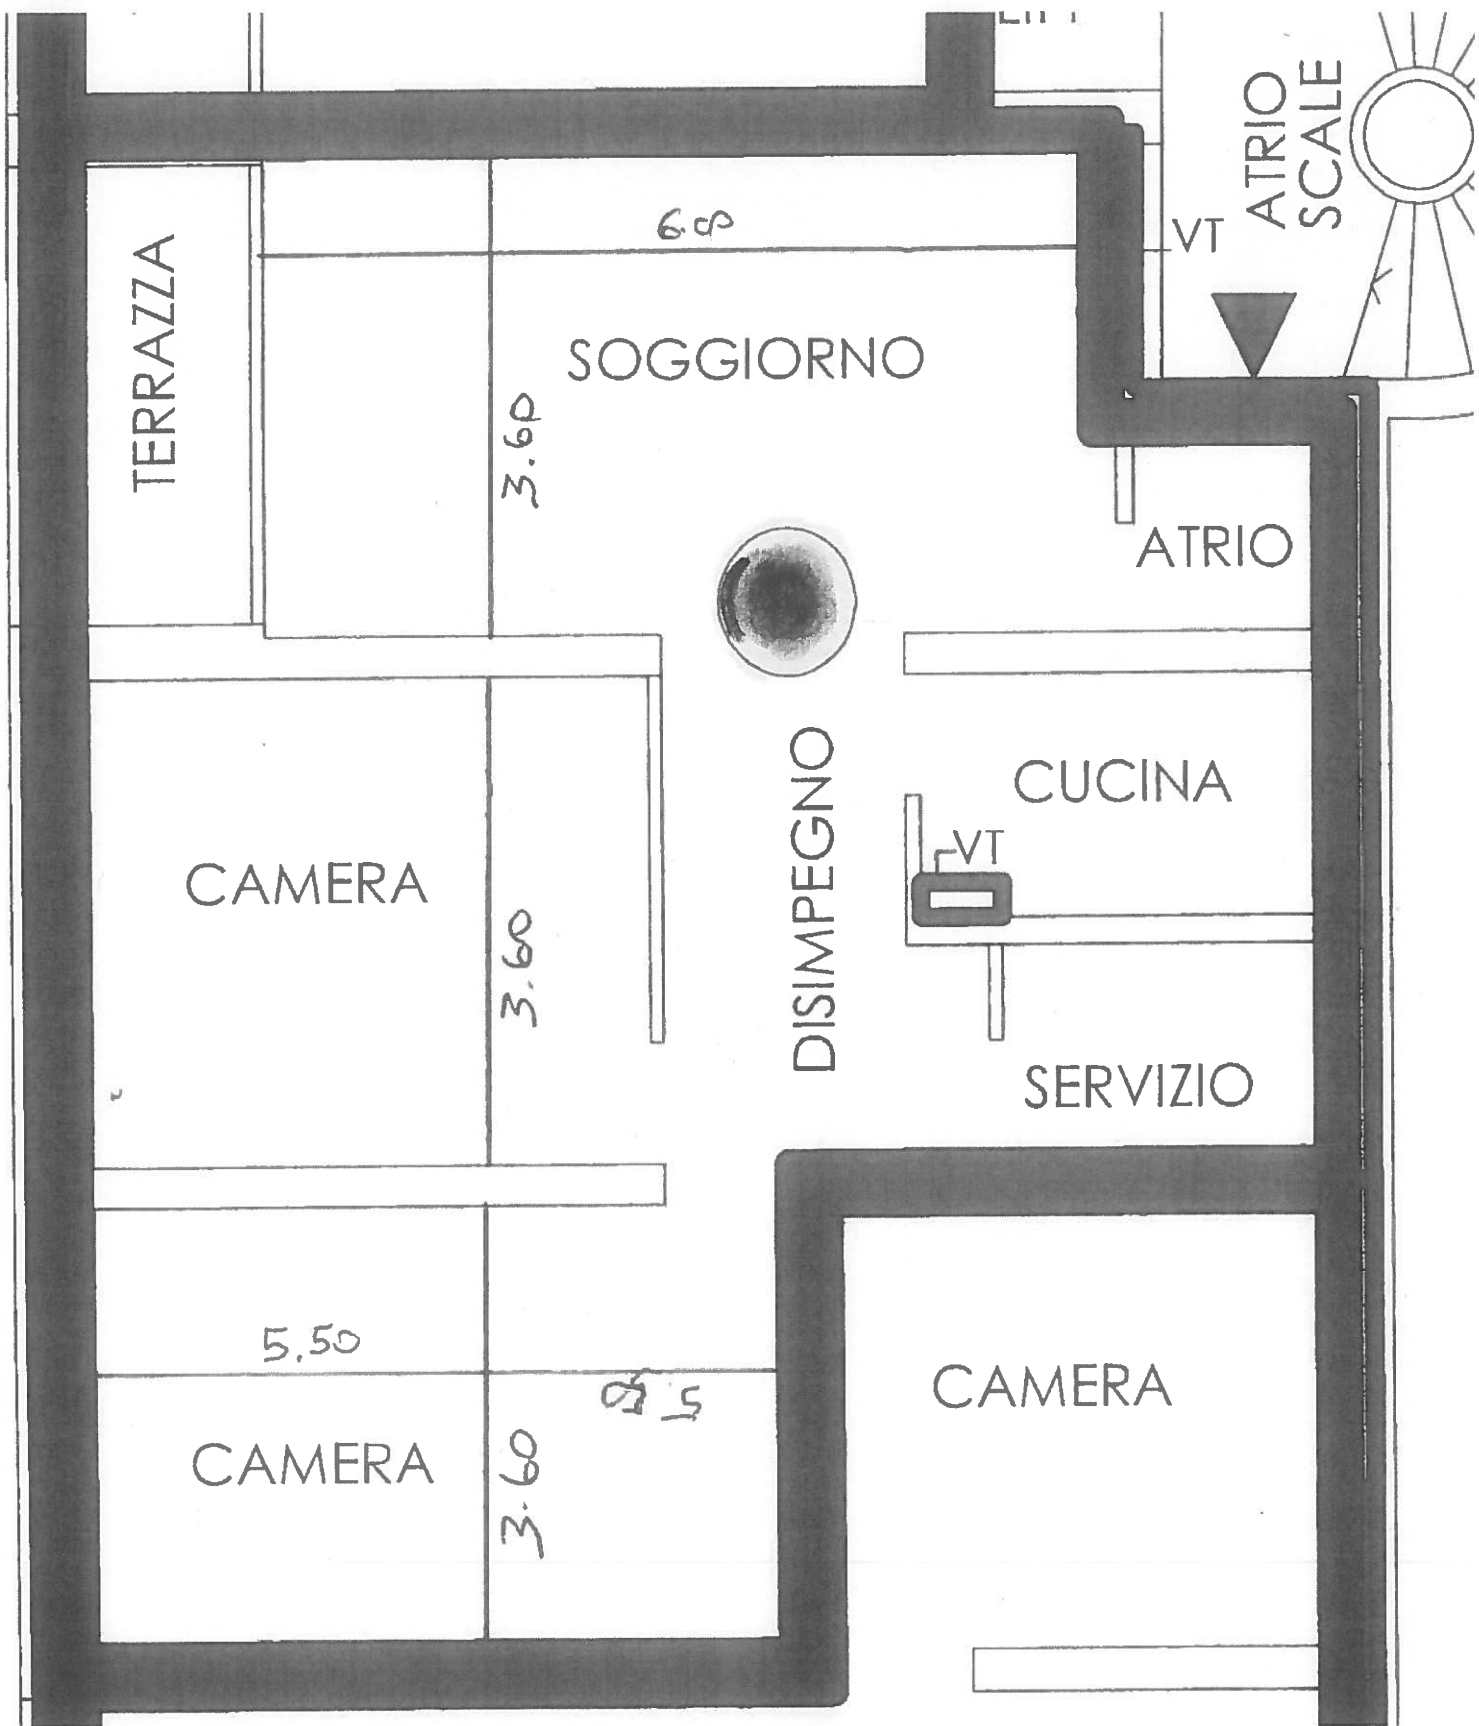 ATRIO
SCALE
VT
6.00
TERRAZZA
SOGGIORNO
3.60
ATRIO
CUCINA
VT
DISIMPEGNO
CAMERA
3.60
SERVIZIO
5.50
CAMERA
CAMERA
3.60